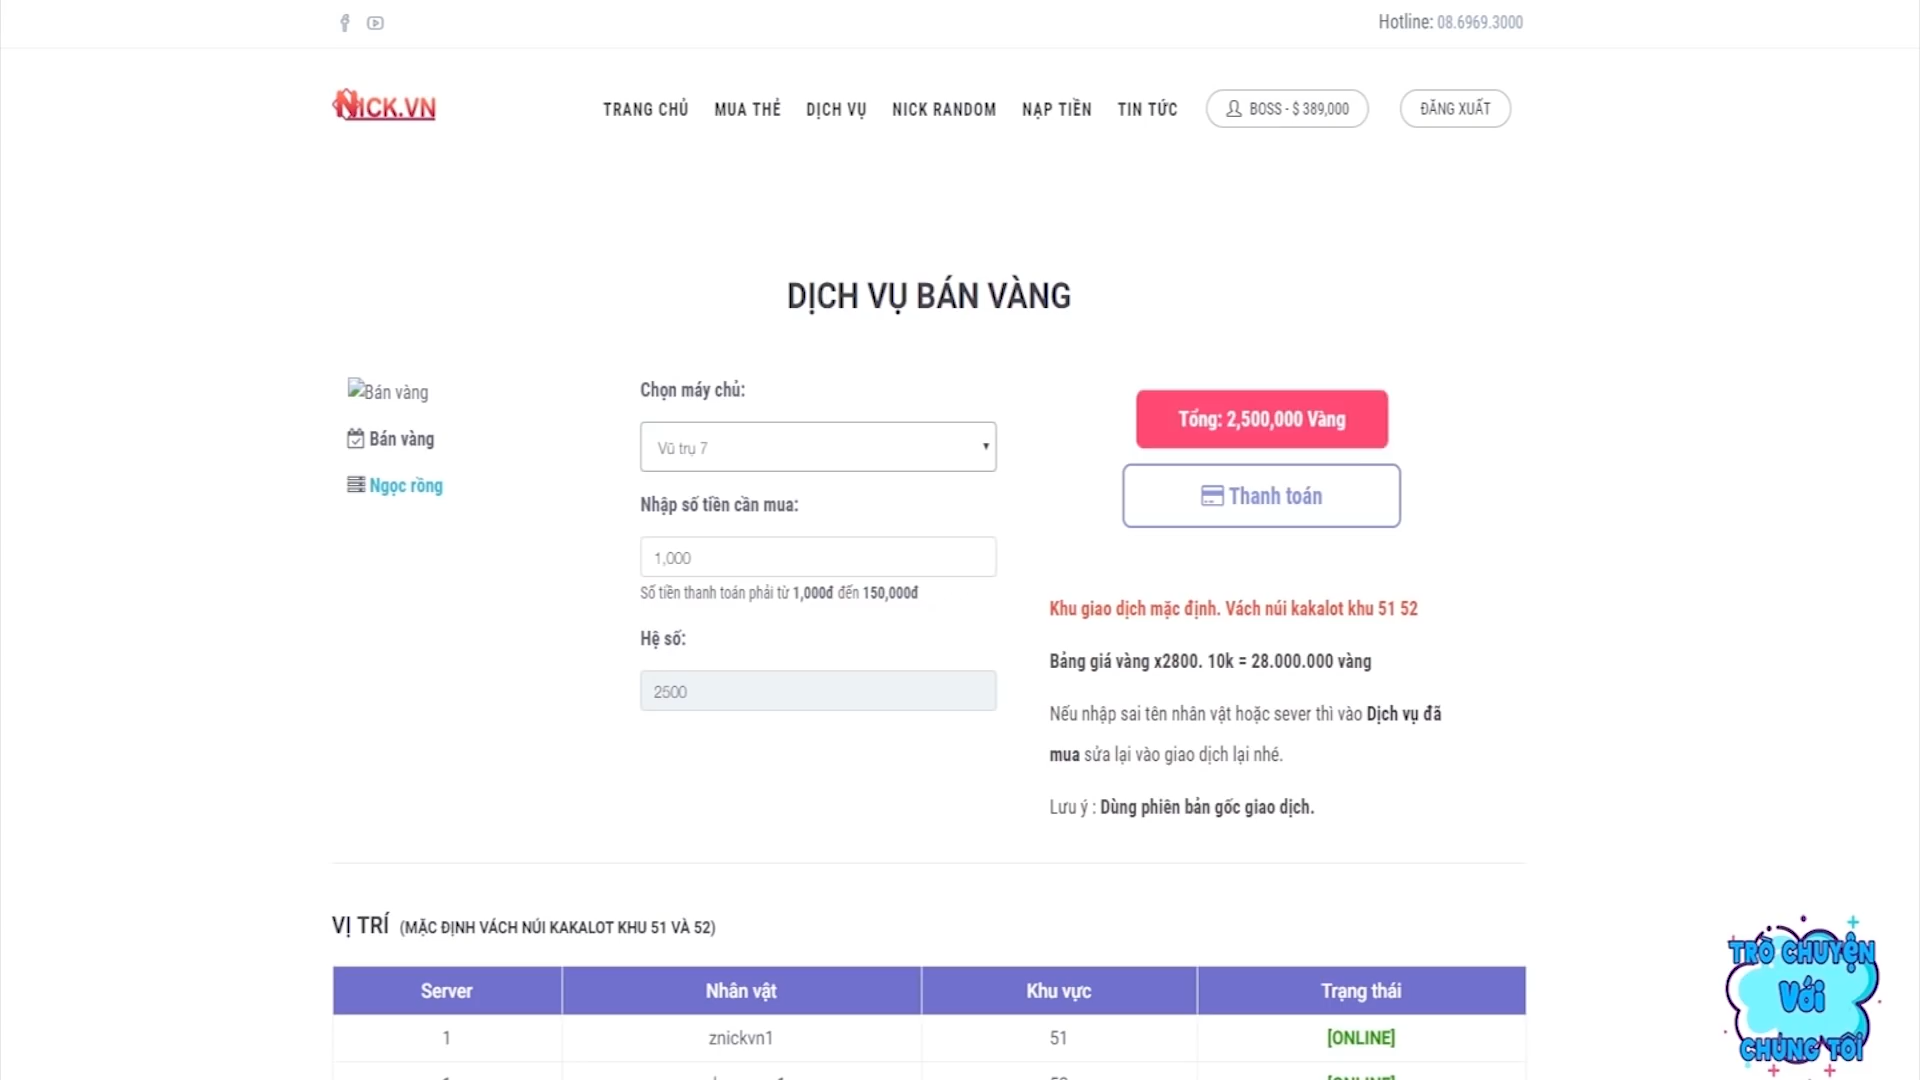 Hotline: 08.6969.3000
NICK.VN
TRANG CHỦ MUA THẺ DỊCH VỤ NICK RANDOM NẠP TIỀN TIN TỨC BOSS - $ 389,000 ĐĂNG XUẤT
DỊCH VỤ BÁN VÀNG
Bán vàng
Bán vàng
Ngọc rồng
Chọn máy chủ:
Vũ trụ 7
Nhập số tiền cần mua:
1,000
Số tiền thanh toán phải từ 1,000đ đến 150,000đ
Hệ số:
2500
Tổng: 2,500,000 Vàng
Thanh toán
Khu giao dịch mặc định. Vách núi kakalot khu 51 52
Bảng giá vàng x2800. 10k = 28.000.000 vàng
Nếu nhập sai tên nhân vật hoặc sever thì vào Dịch vụ đã
mua sửa lại vào giao dịch lại nhé.
Lưu ý : Dùng phiên bản gốc giao dịch.
VỊ TRÍ (MẶC ĐỊNH VÁCH NÚI KAKALOT KHU 51 VÀ 52)
Server Nhân vật Khu vực Trạng thái
1 znickvn1 51 [ONLINE]
TRÒ CHUYỆN
Với
CHÚNG TÔI